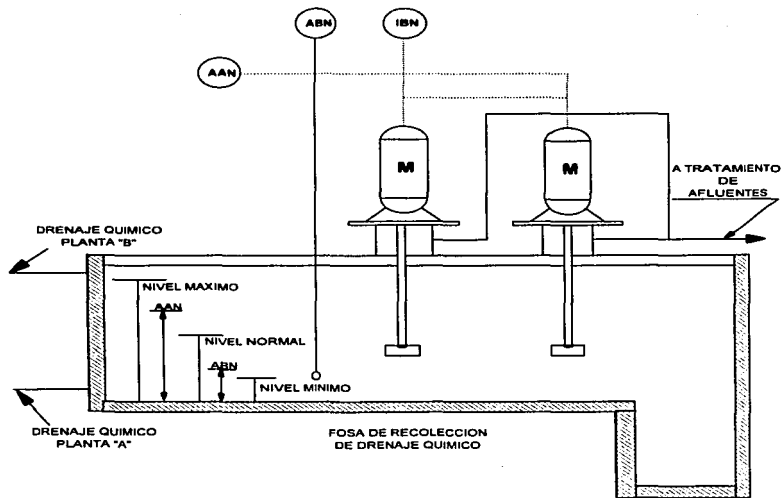 ABN
IBN
AAN
M
M
A TRATAMIENTO
DE
AFLUENTES
DRENAJE QUIMICO
PLANTA "B"
NIVEL MAXIMO
AAN
NIVEL NORMAL
ABN
NIVEL MINIMO
DRENAJE QUIMICO
PLANTA "A"
FOSA DE RECOLECCION
DE DRENAJE QUIMICO